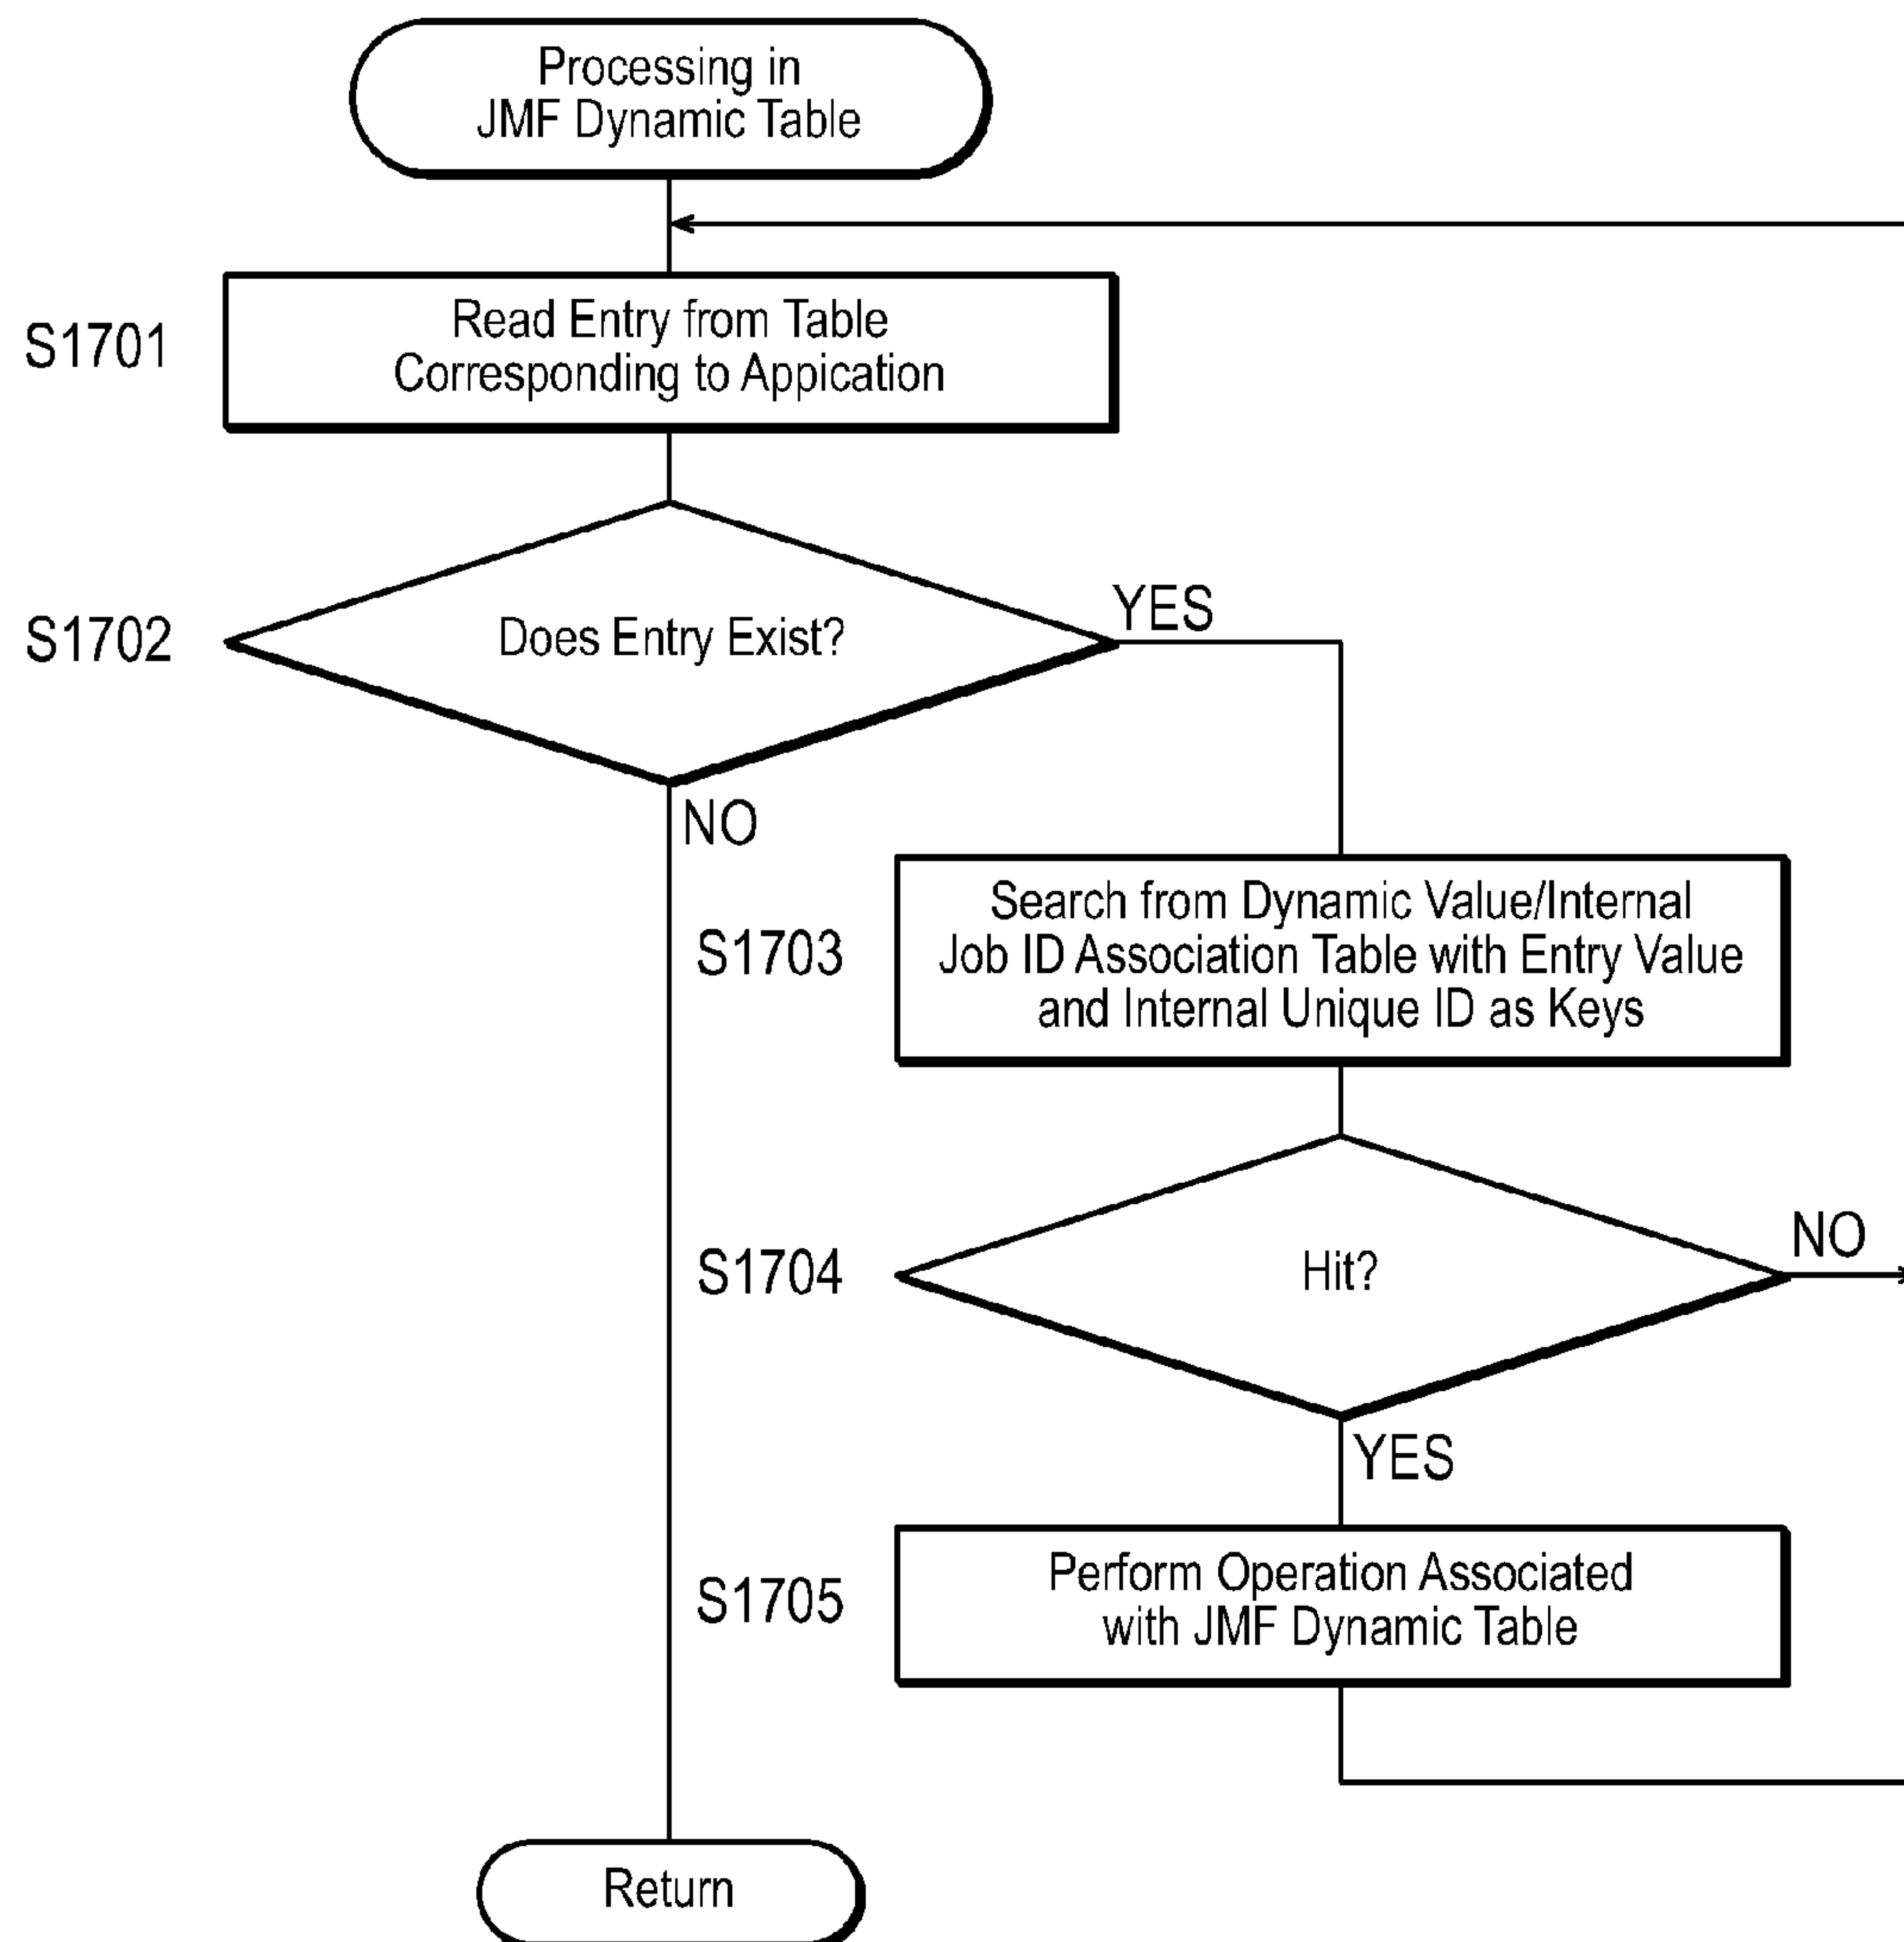 Processing in
JMF Dynamic Table
S1701
Read Entry from Table
Corresponding to Appication
S1702
Does Entry Exist?
YES
NO
S1703
Search from Dynamic Value/Internal
Job ID Association Table with Entry Value
and Internal Unique ID as Keys
S1704
Hit?
NO
YES
S1705
Perform Operation Associated
with JMF Dynamic Table
Return